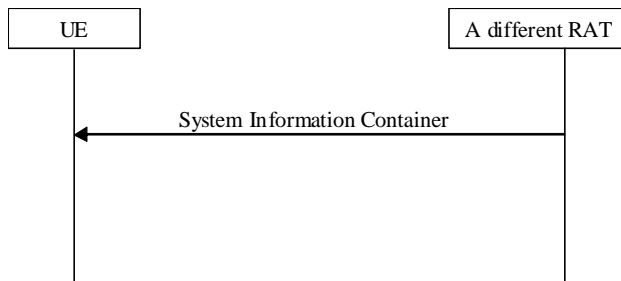 UE
A different RAT
System Information Container